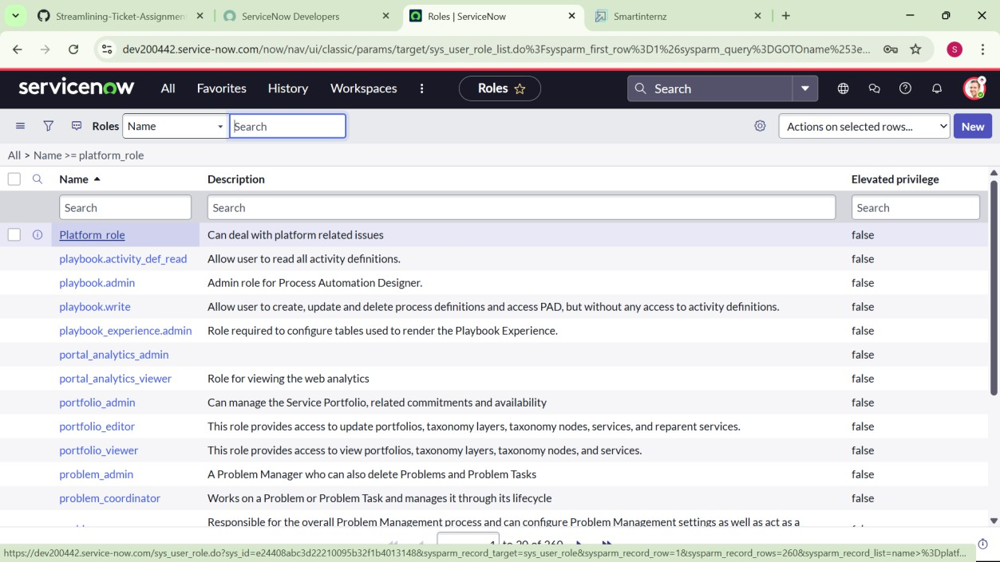 Streamlining-Ticket-Assignmen
ServiceNow Developers
Roles | ServiceNow
Smartinternz
dev200442.service-now.com/now/nav/ui/classic/params/target/sys_user_role_list.do%3Fsysparm_first_row%3D1%26sysparm_query%3DGOTOname%253e...
S
servicenow
All
Favorites
History
Workspaces
Roles
Search
Roles
Name
Search
Actions on selected rows...
New
All > Name >= platform_role
Name
Description
Elevated privilege
Search
Search
Search
Platform_role Can deal with platform related issues false
playbook.activity_def_read Allow user to read all activity definitions. false
playbook.admin Admin role for Process Automation Designer. false
playbook.write Allow user to create, update and delete process definitions and access PAD, but without any access to activity definitions. false
playbook_experience.admin Role required to configure tables used to render the Playbook Experience. false
portal_analytics_admin false
portal_analytics_viewer Role for viewing the web analytics false
portfolio_admin Can manage the Service Portfolio, related commitments and availability false
portfolio_editor This role provides access to update portfolios, taxonomy layers, taxonomy nodes, services, and reparent services. false
portfolio_viewer This role provides access to view portfolios, taxonomy layers, taxonomy nodes, and services. false
problem_admin A Problem Manager who can also delete Problems and Problem Tasks false
problem_coordinator Works on a Problem or Problem Task and manages it through its lifecycle false
Responsible for the overall Problem Management process and can configure Problem Management settings as well as act as a
1 to 20 of 260
https://dev200442.service-now.com/sys_user_role.do?sys_id=e24408abc3d22210095b32f1b4013148&sysparm_record_target=sys_user_role&sysparm_record_row=1&sysparm_record_rows=260&sysparm_record_list=name>%3Dplatf...